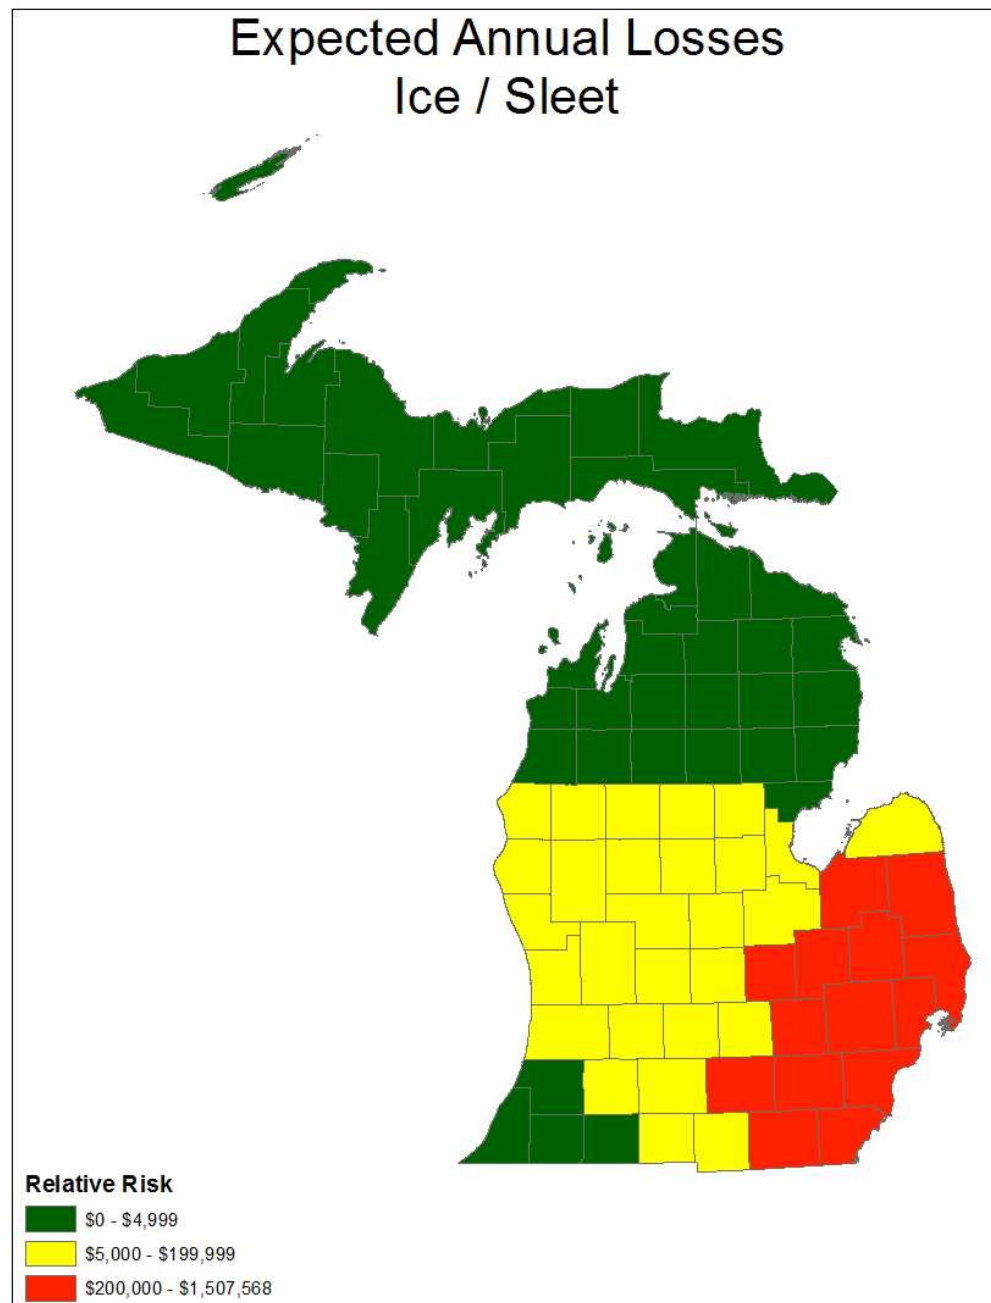 Expected Annual Losses
Ice / Sleet
Relative Risk
$0 - $4,999
$5,000 - $199,999
$200,000 - $1,507,568